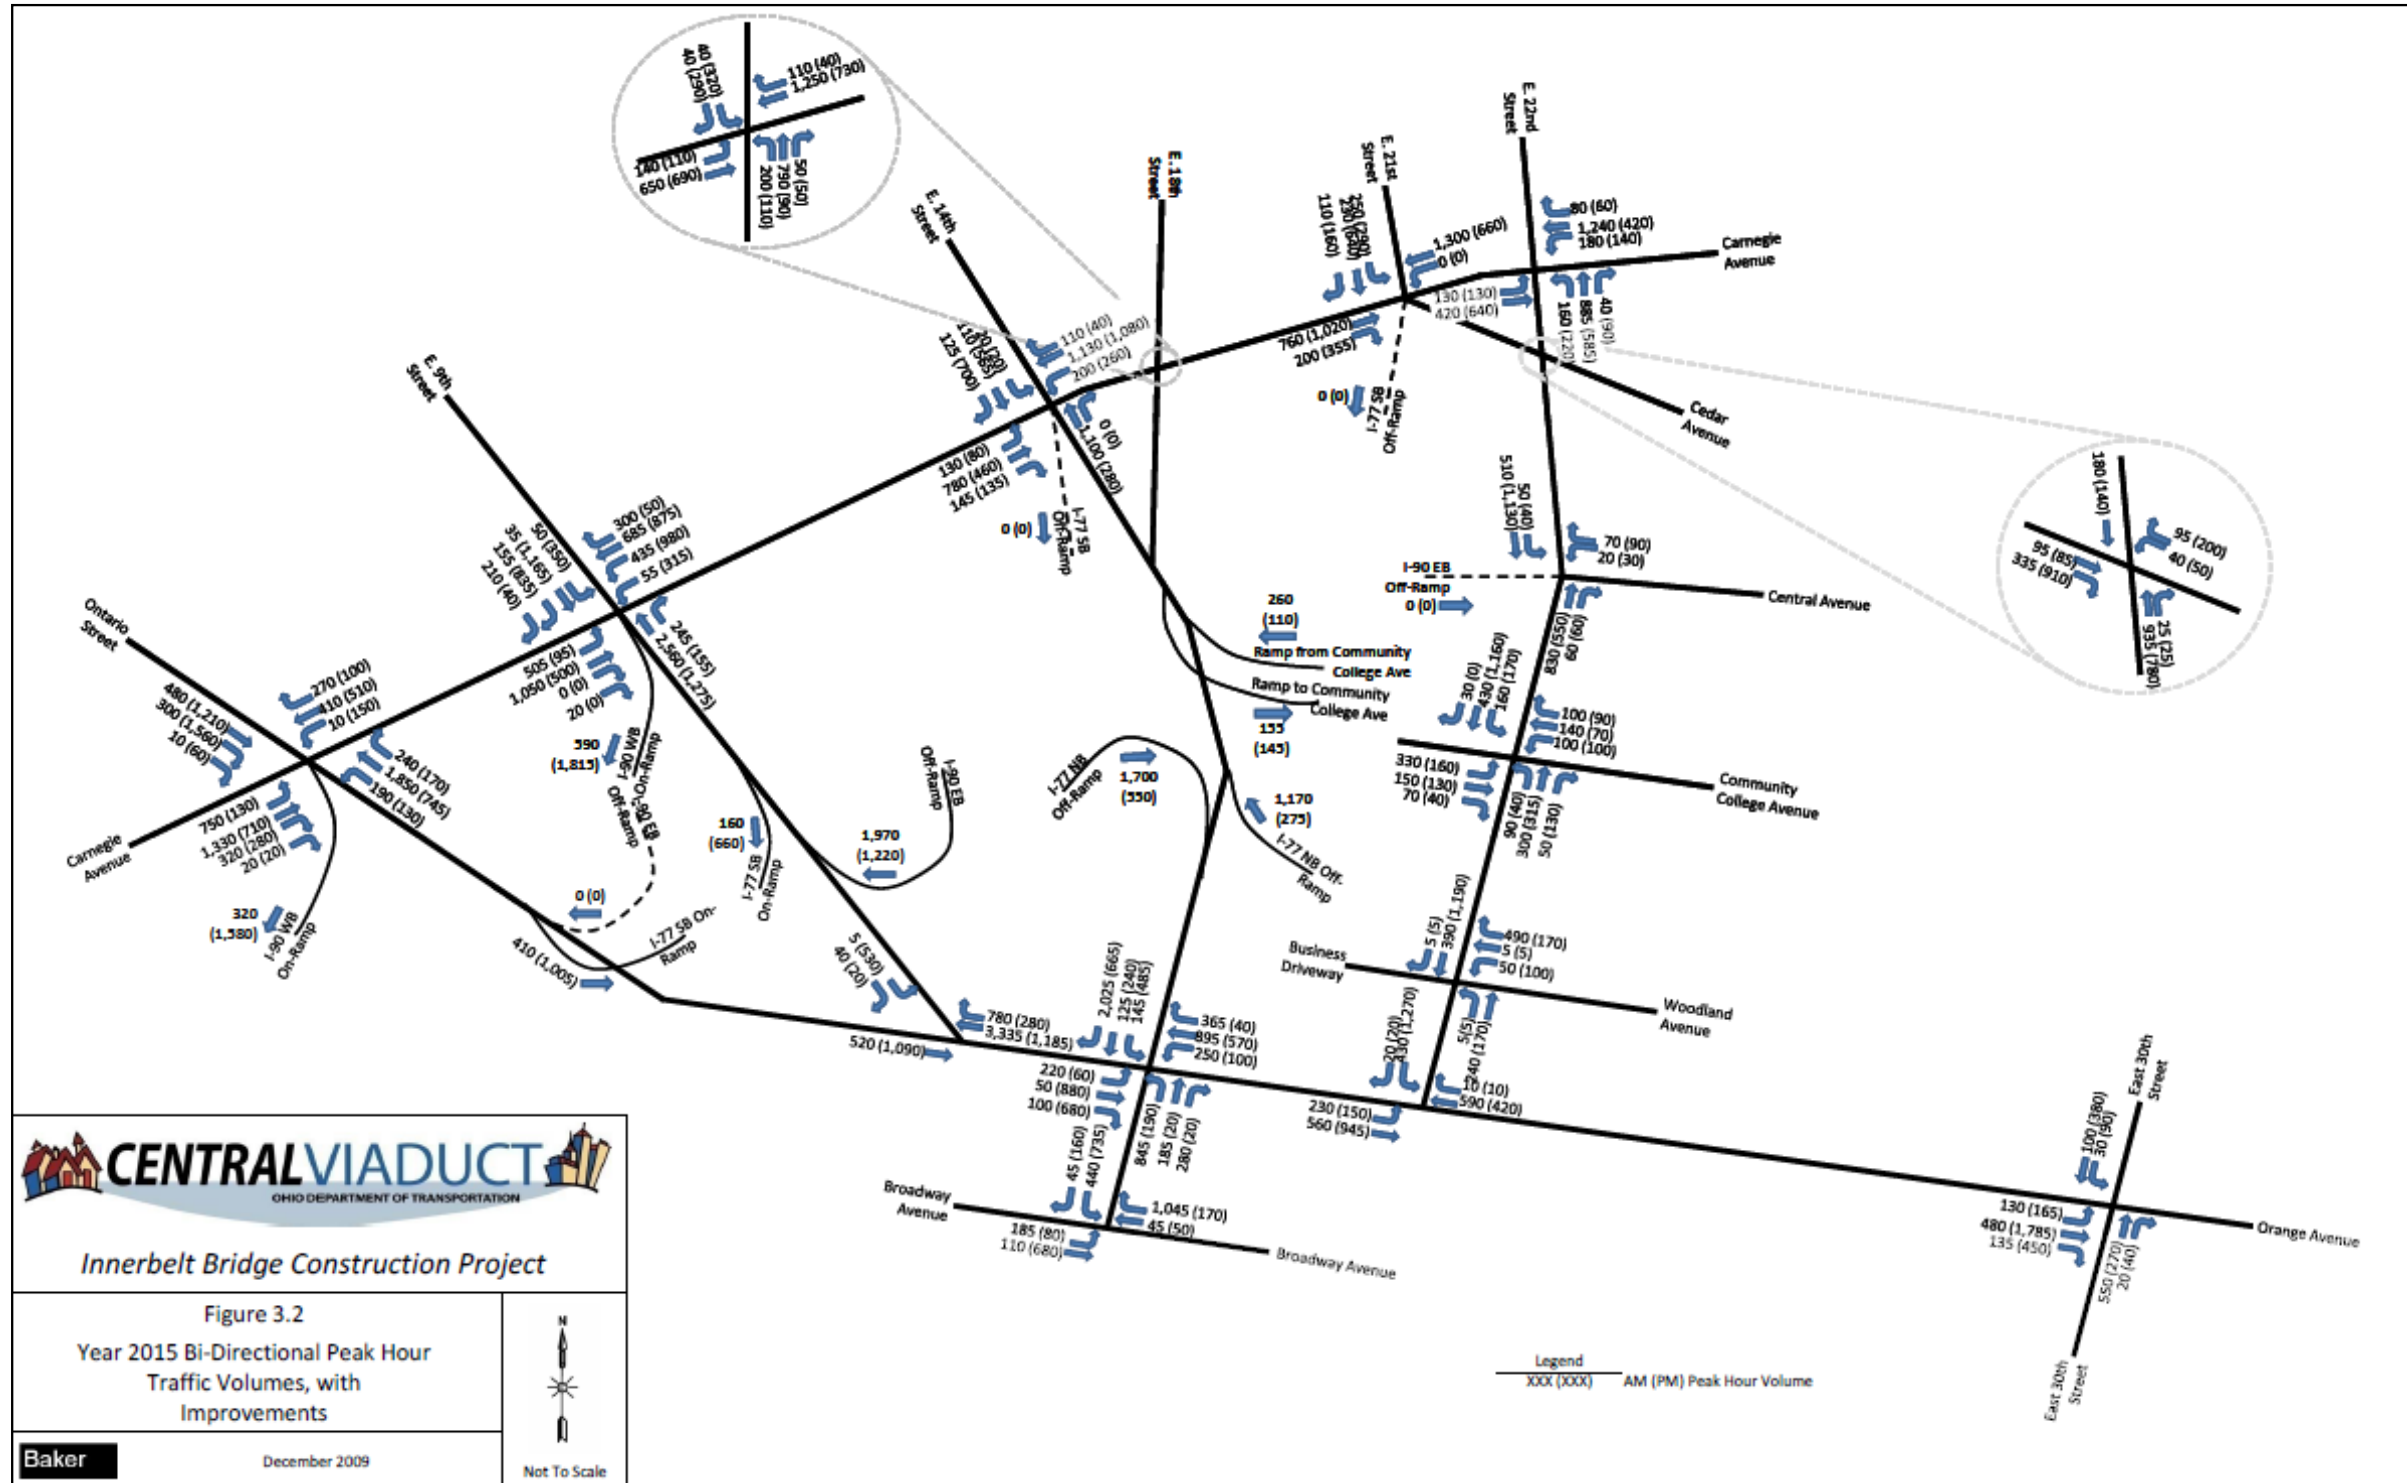 40 (320)
40 (290)
110 (40)
1,250 (730)
140 (110)
650 (690)
50 (50)
790 (90)
200 (110)
E. 14th
Street
E. 18th
Street
E. 21st
Street
E. 22nd
Street
250 (290)
230 (640)
110 (160)
1,300 (660)
0 (0)
80 (60)
1,240 (420)
180 (140)
Carnegie
Avenue
130 (130)
420 (640)
40 (90)
885 (585)
160 (220)
760 (1,020)
200 (355)
0 (0)
I-77 SB
Off-Ramp
Cedar
Avenue
110 (565)
125 (700)
110 (40)
1,130 (1,080)
200 (260)
0 (0)
1,100 (280)
130 (80)
780 (460)
145 (135)
0 (0)
I-77 SB
Off-Ramp
E. 9th
Street
50 (350)
35 (1,165)
155 (835)
210 (40)
300 (50)
685 (875)
435 (980)
55 (315)
245 (155)
2,560 (1,275)
505 (95)
1,050 (500)
0 (0)
20 (0)
590
(1,815)
I-90 WB
On-Ramp
I-90 EB
Off-Ramp
0 (0)
Ontario
Street
480 (1,210)
300 (1,560)
10 (60)
270 (100)
410 (510)
10 (150)
240 (170)
1,850 (745)
190 (130)
750 (130)
1,330 (710)
320 (280)
20 (20)
Carnegie
Avenue
320
(1,580)
I-90 WB
On-Ramp
410 (1,005)
I-77 SB On-
Ramp
160
(660)
I-77 SB
On-Ramp
1,970
(1,220)
I-90 EB
Off-Ramp
260
(110)
Ramp from Community
College Ave
Ramp to Community
College Ave
155
(145)
I-77 NB
Off-Ramp
1,700
(550)
1,170
(275)
I-77 NB Off-
Ramp
50 (40)
510 (1,130)
70 (90)
20 (30)
I-90 EB
Off-Ramp
0 (0)
Central Avenue
830 (550)
60 (60)
180 (140)
95 (200)
40 (50)
95 (85)
335 (910)
25 (25)
935 (780)
30 (0)
430 (1,160)
160 (170)
100 (90)
140 (70)
100 (100)
330 (160)
150 (130)
70 (40)
90 (40)
300 (315)
50 (130)
Community
College Avenue
5 (5)
390 (1,190)
490 (170)
5 (5)
50 (100)
Business
Driveway
Woodland
Avenue
5(5)
240 (170)
20 (20)
430 (1,270)
10 (10)
590 (420)
230 (150)
560 (945)
5 (530)
40 (20)
780 (280)
3,335 (1,185)
520 (1,090)
2,025 (665)
125 (240)
145 (485)
365 (40)
895 (570)
250 (100)
220 (60)
50 (880)
100 (680)
845 (190)
185 (20)
280 (20)
45 (160)
440 (735)
1,045 (170)
45 (50)
185 (80)
110 (680)
Broadway
Avenue
Broadway Avenue
East 30th
Street
100 (380)
30 (90)
130 (165)
480 (1,785)
135 (450)
550 (270)
20 (40)
Orange Avenue
East 30th
Street
CENTRALVIADUCT
OHIO DEPARTMENT OF TRANSPORTATION
Innerbelt Bridge Construction Project
Figure 3.2
Year 2015 Bi-Directional Peak Hour
Traffic Volumes, with
Improvements
Baker
December 2009
N
Not To Scale
Legend
XXX (XXX) AM (PM) Peak Hour Volume